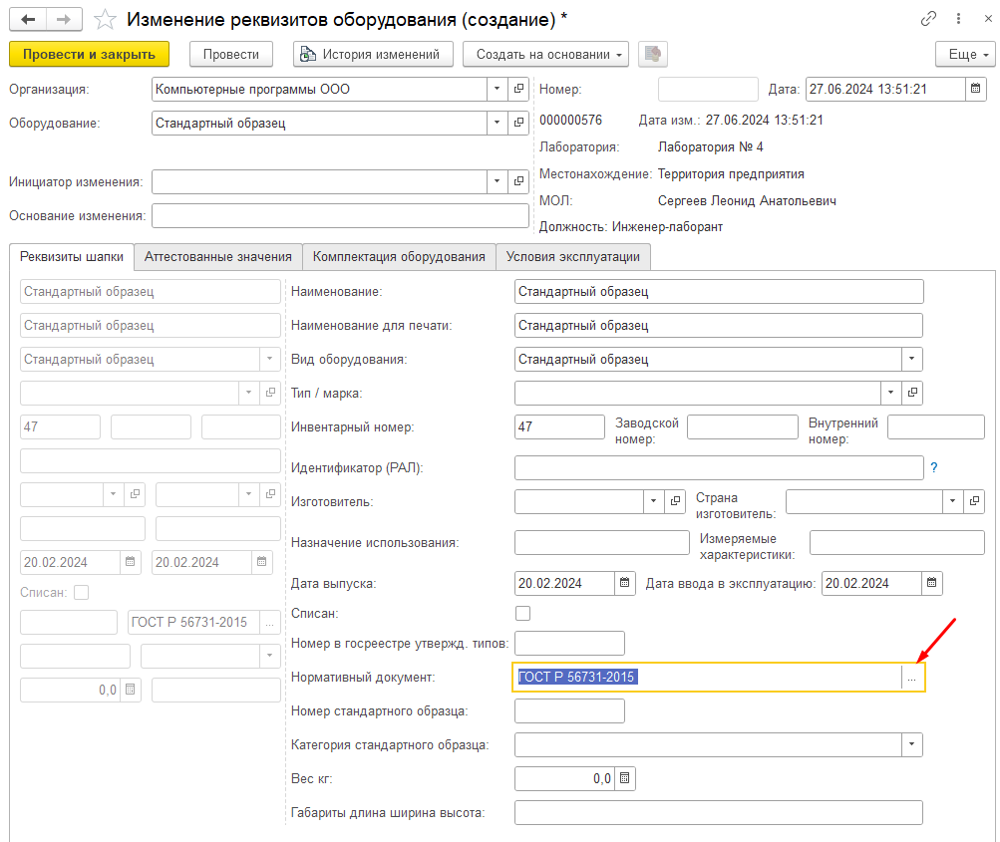 Изменение реквизитов оборудования (создание) *
Провести и закрыть Провести История изменений Создать на основании Еще
Организация: Компьютерные программы ООО Номер: Дата: 27.06.2024 13:51:21
Оборудование: Стандартный образец 000000576 Дата изм.: 27.06.2024 13:51:21
Лаборатория: Лаборатория № 4
Инициатор изменения: Местонахождение: Территория предприятия
МОЛ: Сергеев Леонид Анатольевич
Основание изменения: Должность: Инженер-лаборант
Реквизиты шапки Аттестованные значения Комплектация оборудования Условия эксплуатации
Стандартный образец Наименование: Стандартный образец
Стандартный образец Наименование для печати: Стандартный образец
Стандартный образец Вид оборудования: Стандартный образец
Тип / марка:
47 Инвентарный номер: 47 Заводской номер: Внутренний номер:
Идентификатор (РАЛ): ?
Изготовитель: Страна изготовитель:
Назначение использования: Измеряемые характеристики:
20.02.2024 20.02.2024 Дата выпуска: 20.02.2024 Дата ввода в эксплуатацию: 20.02.2024
Списан: Списан:
ГОСТ Р 56731-2015 ... Номер в госреестре утвержд. типов:
Нормативный документ: ГОСТ Р 56731-2015 ...
0,0 Номер стандартного образца:
Категория стандартного образца:
Вес кг: 0,0
Габариты длина ширина высота: